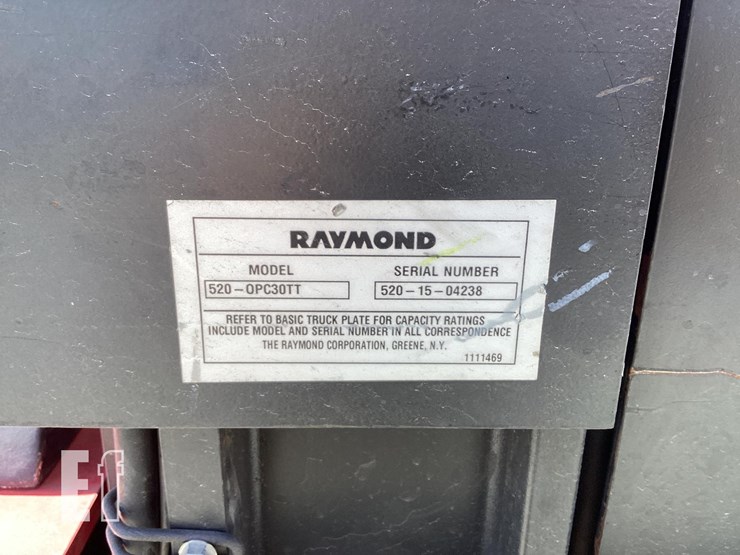 RAYMOND
MODEL SERIAL NUMBER
520-OPC30TT 520-15-04238
REFER TO BASIC TRUCK PLATE FOR CAPACITY RATINGS
INCLUDE MODEL AND SERIAL NUMBER IN ALL CORRESPONDENCE
THE RAYMOND CORPORATION, GREENE, N.Y.
1111469
Ef